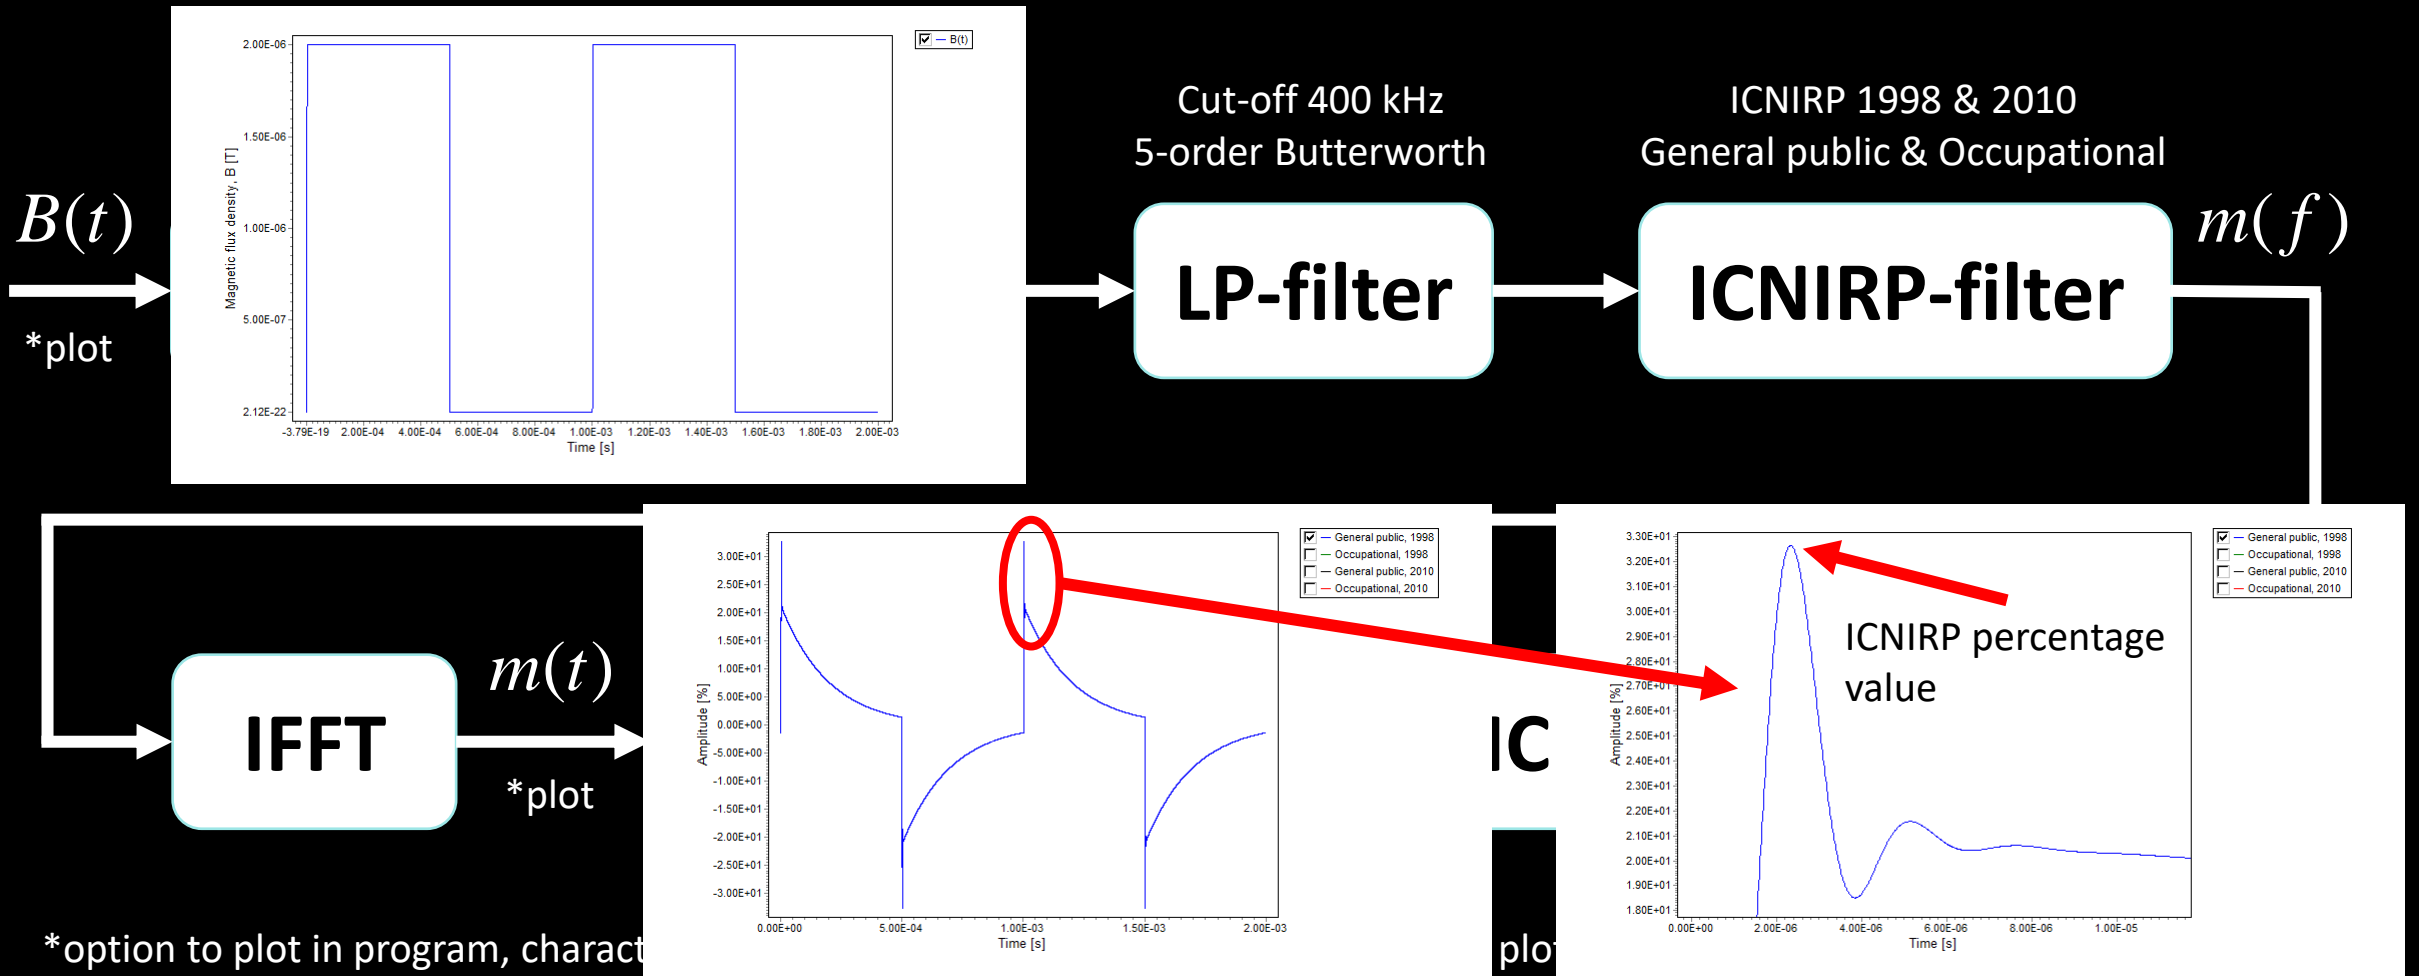 2.00E-06
1.50E-06
1.00E-06
5.00E-07
2.12E-22
Magnetic flux density, B [T]
-3.79E-19 2.00E-04 4.00E-04 6.00E-04 8.00E-04 1.00E-03 1.20E-03 1.40E-03 1.60E-03 1.80E-03 2.00E-03
Time [s]
B(t)
B(t)
*plot
Cut-off 400 kHz
5-order Butterworth
LP-filter
ICNIRP 1998 & 2010
General public & Occupational
ICNIRP-filter
m(f)
IFFT
m(t)
*plot
3.00E+01
2.50E+01
2.00E+01
1.50E+01
1.00E+01
5.00E+00
0.00E+00
-5.00E+00
-1.00E+01
-1.50E+01
-2.00E+01
-2.50E+01
-3.00E+01
Amplitude [%]
0.00E+00 5.00E-04 1.00E-03 1.50E-03 2.00E-03
Time [s]
General public, 1998
Occupational, 1998
General public, 2010
Occupational, 2010
IC
3.30E+01
3.20E+01
3.10E+01
3.00E+01
2.90E+01
2.80E+01
2.70E+01
2.60E+01
2.50E+01
2.40E+01
2.30E+01
2.20E+01
2.10E+01
2.00E+01
1.90E+01
1.80E+01
Amplitude [%]
0.00E+00 2.00E-06 4.00E-06 6.00E-06 8.00E-06 1.00E-05
Time [s]
General public, 1998
Occupational, 1998
General public, 2010
Occupational, 2010
ICNIRP percentage
value
*option to plot in program, charact
plot